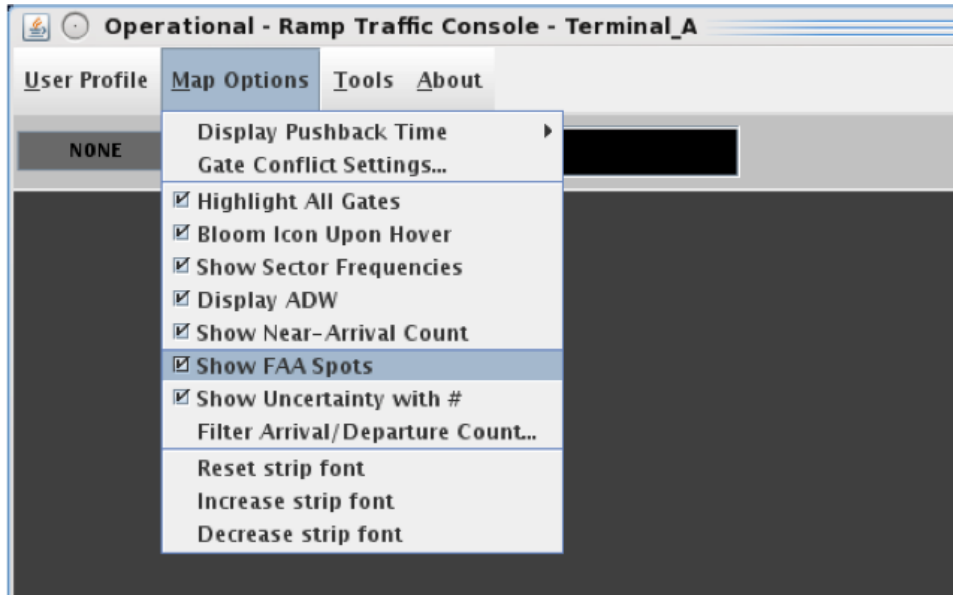 Operational - Ramp Traffic Console - Terminal_A
User Profile Map Options Tools About
NONE
Display Pushback Time
Gate Conflict Settings...
Highlight All Gates
Bloom Icon Upon Hover
Show Sector Frequencies
Display ADW
Show Near-Arrival Count
Show FAA Spots
Show Uncertainty with #
Filter Arrival/Departure Count...
Reset strip font
Increase strip font
Decrease strip font